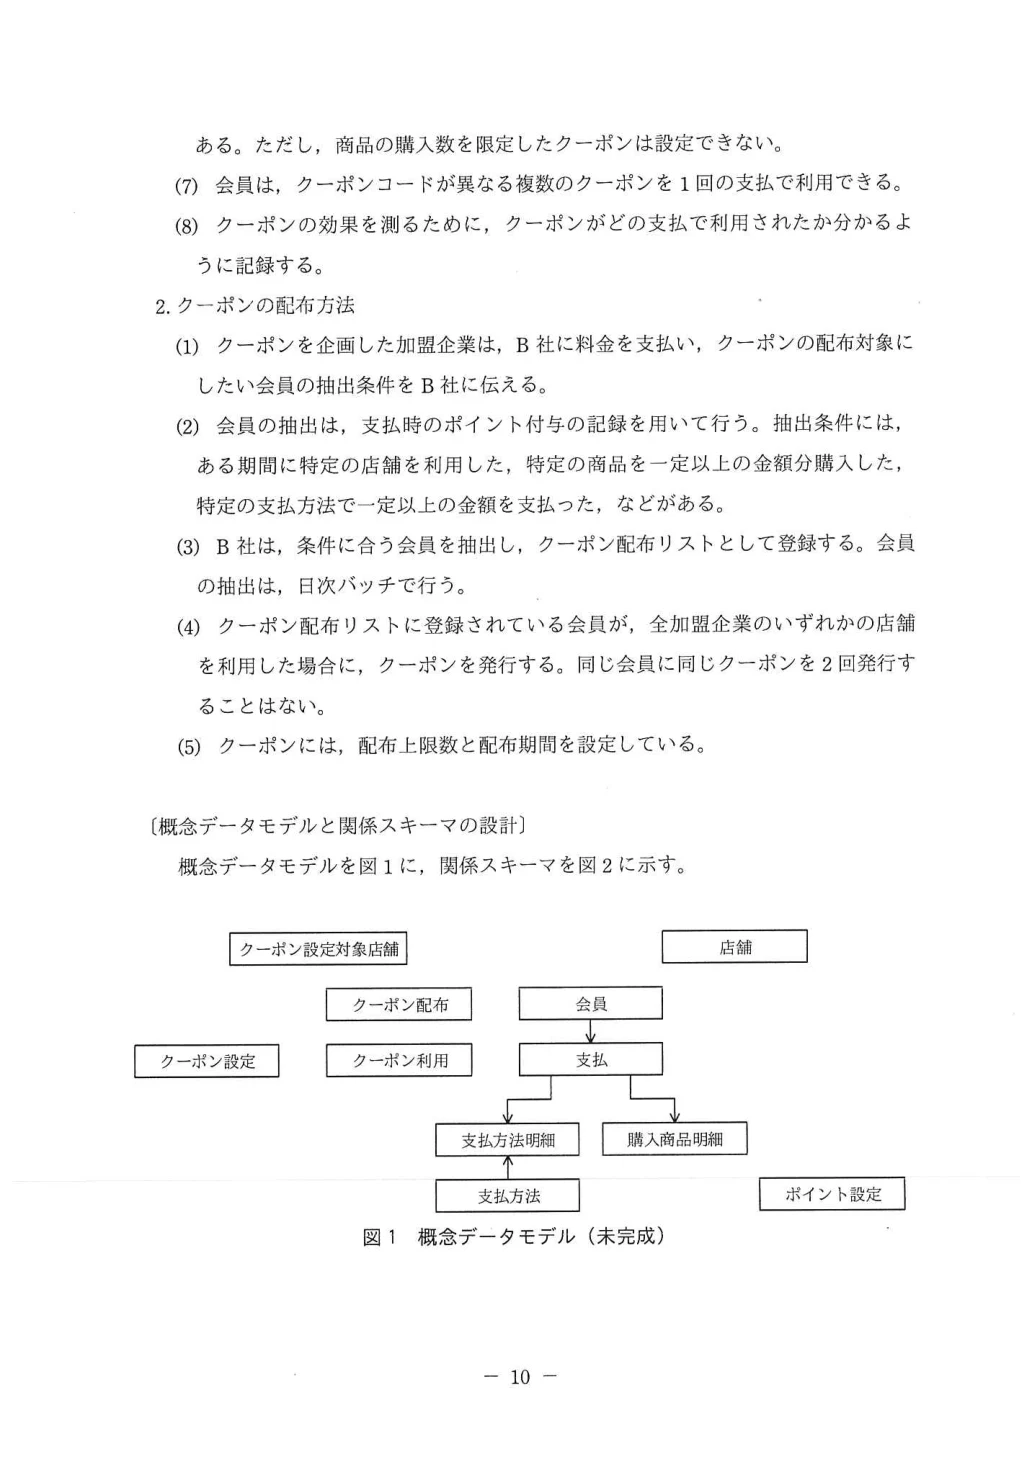 ある。ただし，商品の購入数を限定したクーポンは設定できない。
(7) 会員は，クーポンコードが異なる複数のクーポンを1回の支払で利用できる。
(8) クーポンの効果を測るために，クーポンがどの支払で利用されたか分かるよ
うに記録する。
2. クーポンの配布方法
(1) クーポンを企画した加盟企業は，B 社に料金を支払い，クーポンの配布対象に
したい会員の抽出条件を B 社に伝える。
(2) 会員の抽出は，支払時のポイント付与の記録を用いて行う。抽出条件には，
ある期間に特定の店舗を利用した，特定の商品を一定以上の金額分購入した，
特定の支払方法で一定以上の金額を支払った，などがある。
(3) B 社は，条件に合う会員を抽出し，クーポン配布リストとして登録する。会員
の抽出は，日次バッチで行う。
(4) クーポン配布リストに登録されている会員が，全加盟企業のいずれかの店舗
を利用した場合に，クーポンを発行する。同じ会員に同じクーポンを2回発行す
ることはない。
(5) クーポンには，配布上限数と配布期間を設定している。
〔概念データモデルと関係スキーマの設計〕
概念データモデルを図1に，関係スキーマを図2に示す。
クーポン設定対象店舗
店舗
クーポン配布
会員
クーポン設定
クーポン利用
支払
支払方法明細
購入商品明細
支払方法
ポイント設定
図1 概念データモデル（未完成）
－ 10 －